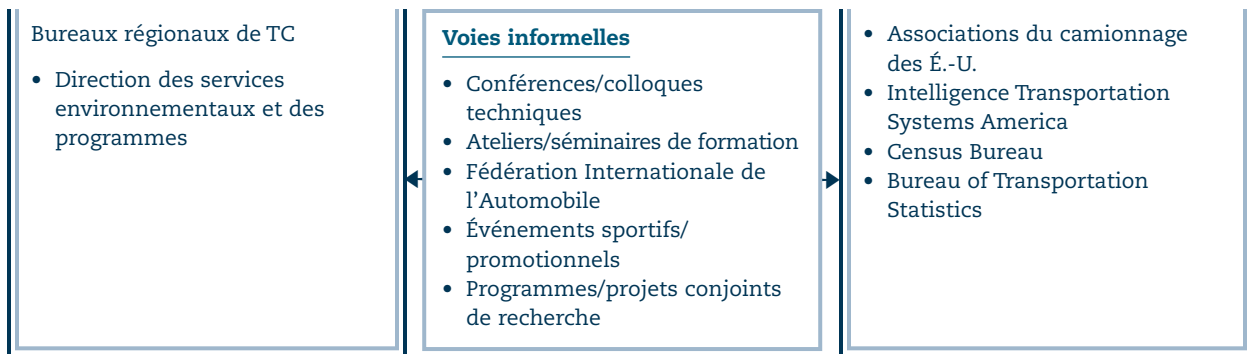 Bureaux régionaux de TC
• Direction des services
environnementaux et des
programmes
Voies informelles
• Conférences/colloques
techniques
• Ateliers/séminaires de formation
• Fédération Internationale de
l'Automobile
• Événements sportifs/
promotionnels
• Programmes/projets conjoints
de recherche
• Associations du camionnage
des É.-U.
• Intelligence Transportation
Systems America
• Census Bureau
• Bureau of Transportation
Statistics